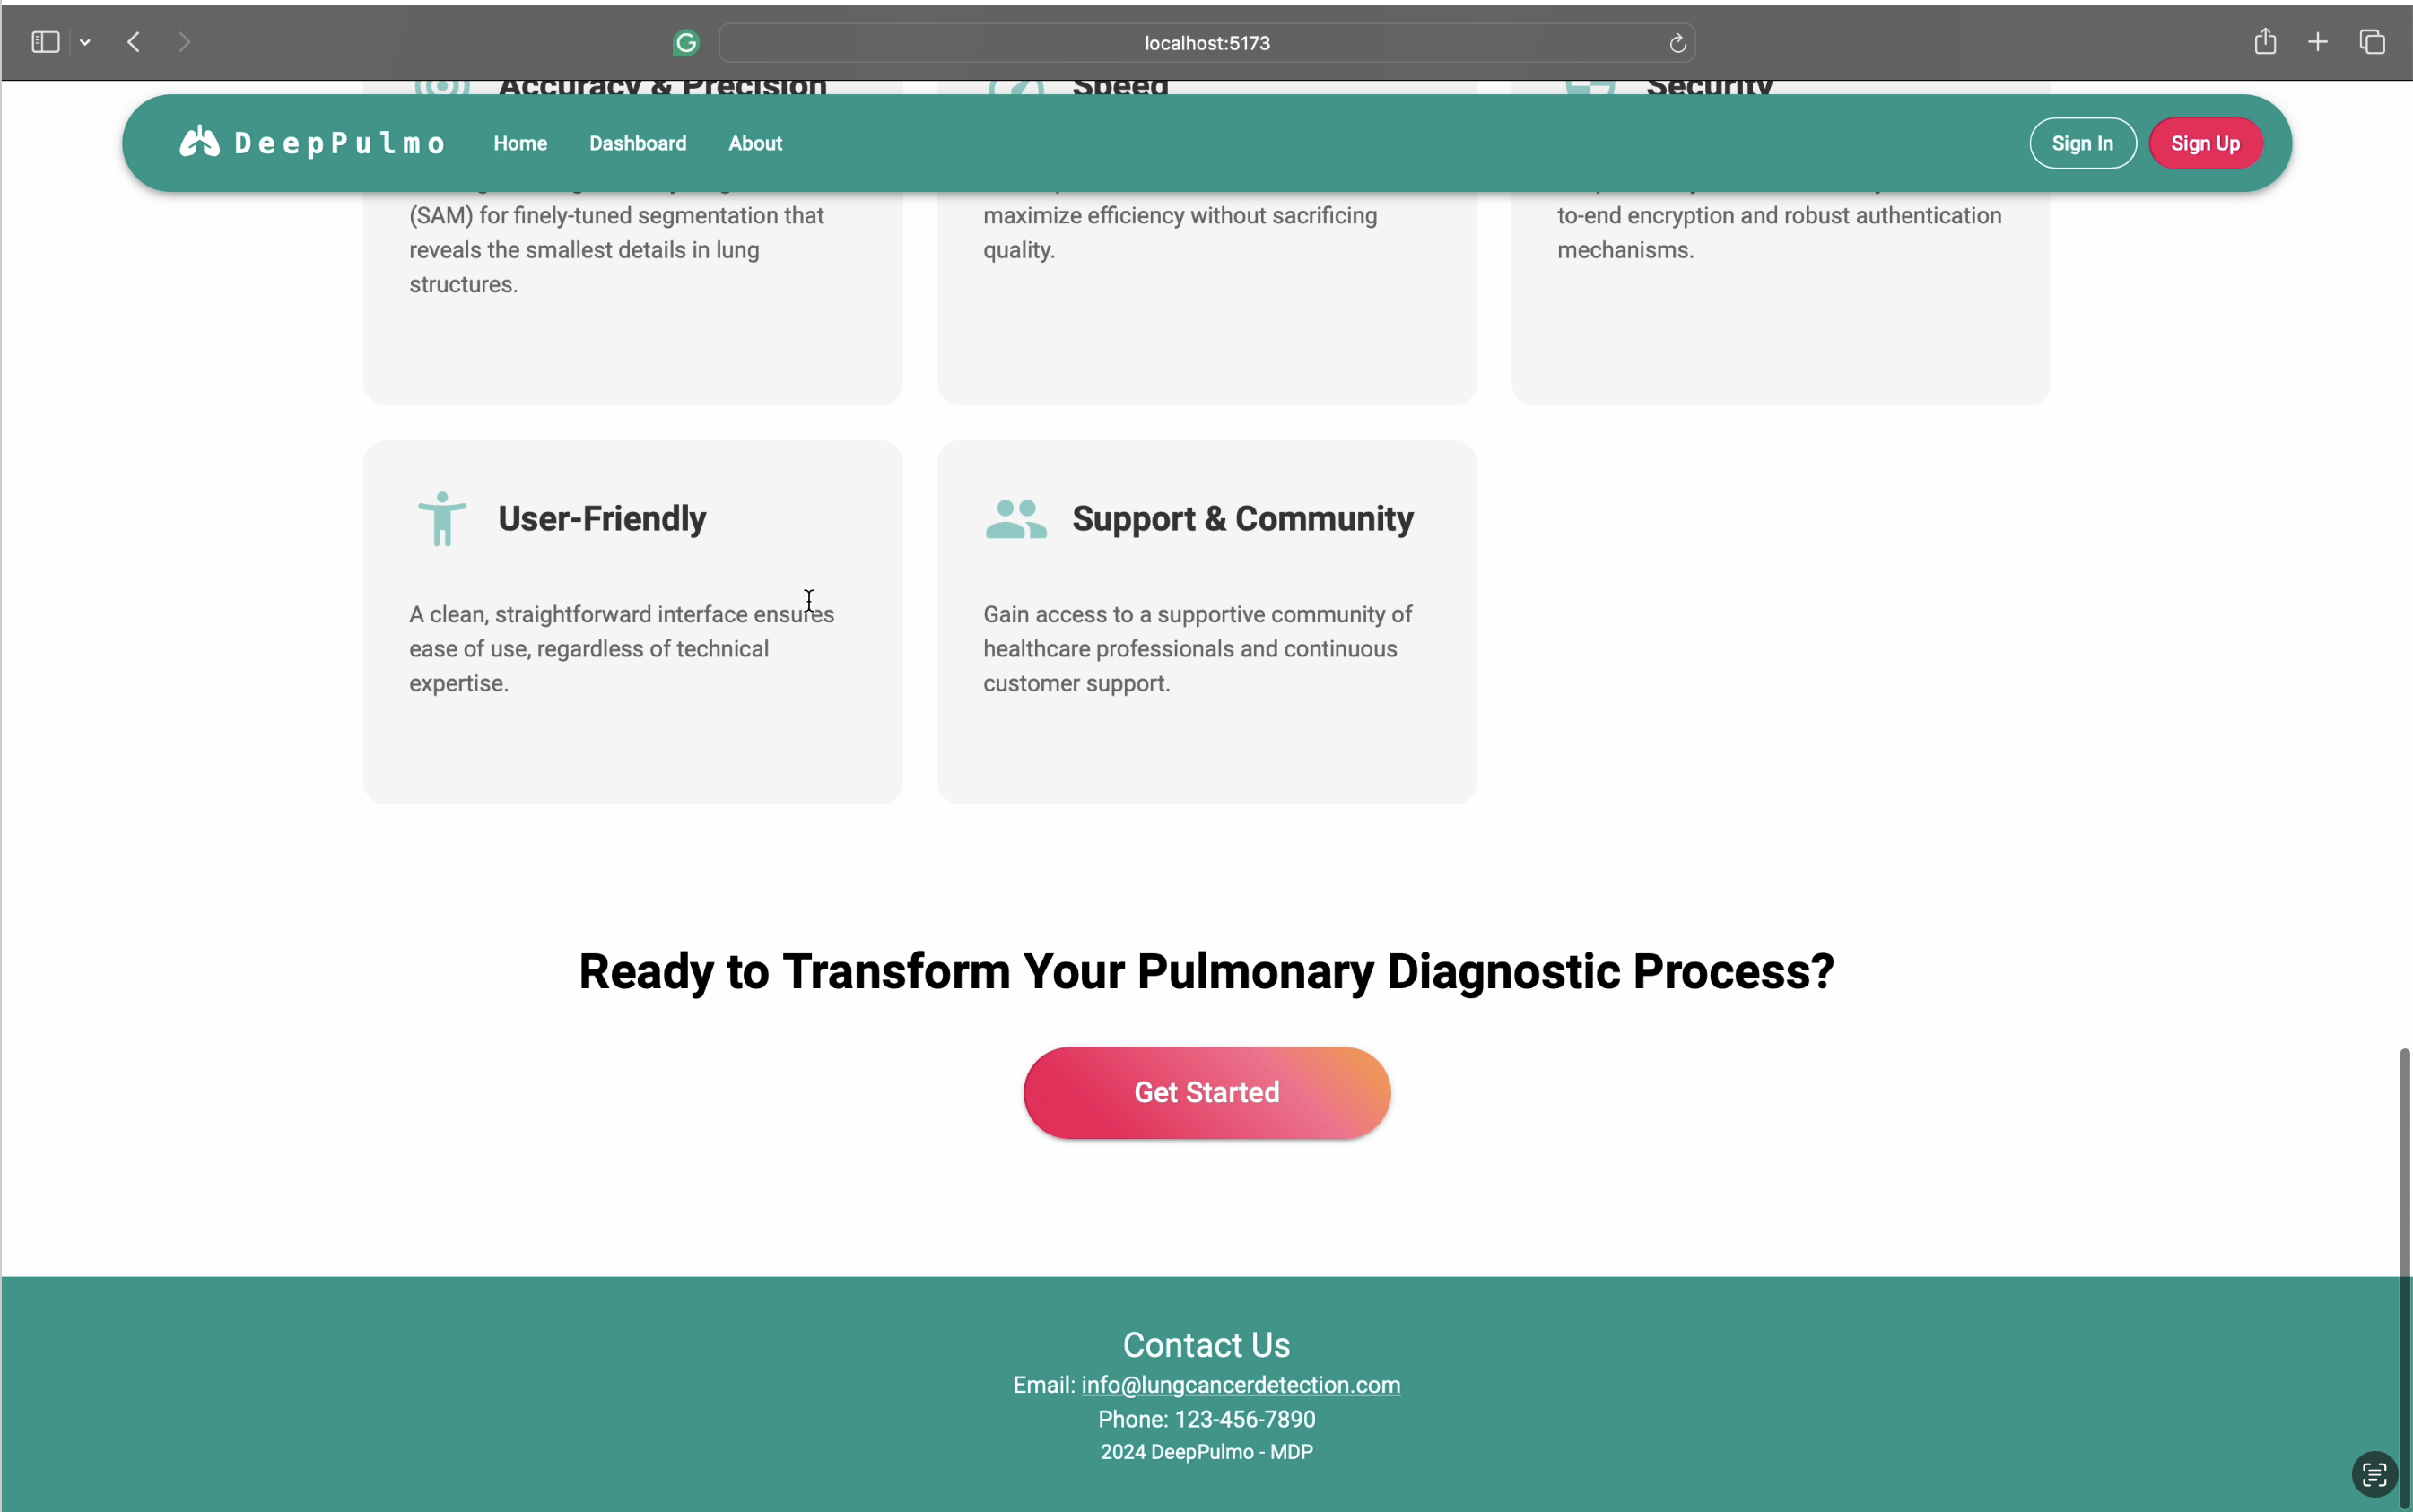 localhost:5173
Accuracy & Precision
Speed
Security
DeepPulmo
Home
Dashboard
About
Sign In
Sign Up
(SAM) for finely-tuned segmentation that
reveals the smallest details in lung
structures.
maximize efficiency without sacrificing
quality.
to-end encryption and robust authentication
mechanisms.
User-Friendly
A clean, straightforward interface ensures
ease of use, regardless of technical
expertise.
Support & Community
Gain access to a supportive community of
healthcare professionals and continuous
customer support.
Ready to Transform Your Pulmonary Diagnostic Process?
Get Started
Contact Us
Email: info@lungcancerdetection.com
Phone: 123-456-7890
2024 DeepPulmo - MDP